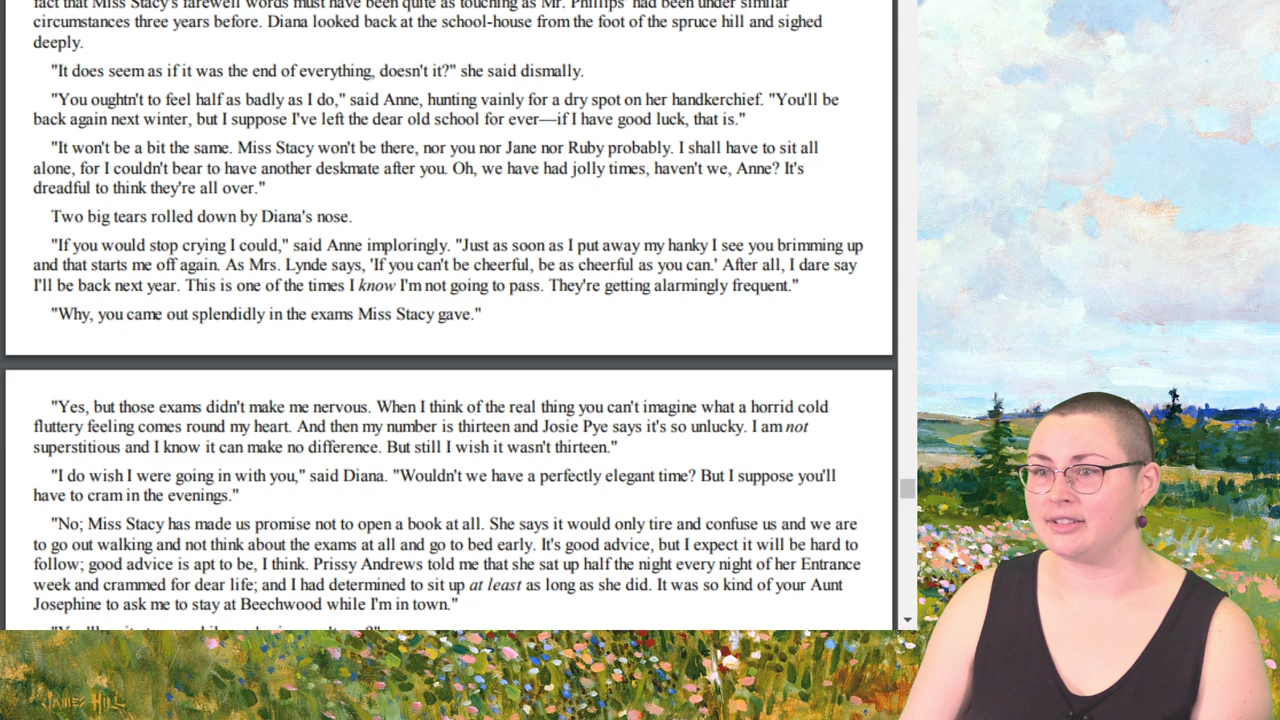 fact that Miss Stacy's farewell words must have been quite as touching as Mr. Phillips' had been under similar
circumstances three years before. Diana looked back at the school-house from the foot of the spruce hill and sighed
deeply.
"It does seem as if it was the end of everything, doesn't it?" she said dismally.
"You oughtn't to feel half as badly as I do," said Anne, hunting vainly for a dry spot on her handkerchief. "You'll be
back again next winter, but I suppose I've left the dear old school for ever—if I have good luck, that is."
"It won't be a bit the same. Miss Stacy won't be there, nor you nor Jane nor Ruby probably. I shall have to sit all
alone, for I couldn't bear to have another deskmate after you. Oh, we have had jolly times, haven't we, Anne? It's
dreadful to think they're all over."
Two big tears rolled down by Diana's nose.
"If you would stop crying I could," said Anne imploringly. "Just as soon as I put away my hanky I see you brimming up
and that starts me off again. As Mrs. Lynde says, 'If you can't be cheerful, be as cheerful as you can.' After all, I dare say
I'll be back next year. This is one of the times I know I'm not going to pass. They're getting alarmingly frequent."
"Why, you came out splendidly in the exams Miss Stacy gave."
"Yes, but those exams didn't make me nervous. When I think of the real thing you can't imagine what a horrid cold
fluttery feeling comes round my heart. And then my number is thirteen and Josie Pye says it's so unlucky. I am not
superstitious and I know it can make no difference. But still I wish it wasn't thirteen."
"I do wish I were going in with you," said Diana. "Wouldn't we have a perfectly elegant time? But I suppose you'll
have to cram in the evenings."
"No; Miss Stacy has made us promise not to open a book at all. She says it would only tire and confuse us and we are
to go out walking and not think about the exams at all and go to bed early. It's good advice, but I expect it will be hard to
follow; good advice is apt to be, I think. Prissy Andrews told me that she sat up half the night every night of her Entrance
week and crammed for dear life; and I had determined to sit up at least as long as she did. It was so kind of your Aunt
Josephine to ask me to stay at Beechwood while I'm in town."
JAMES HILL